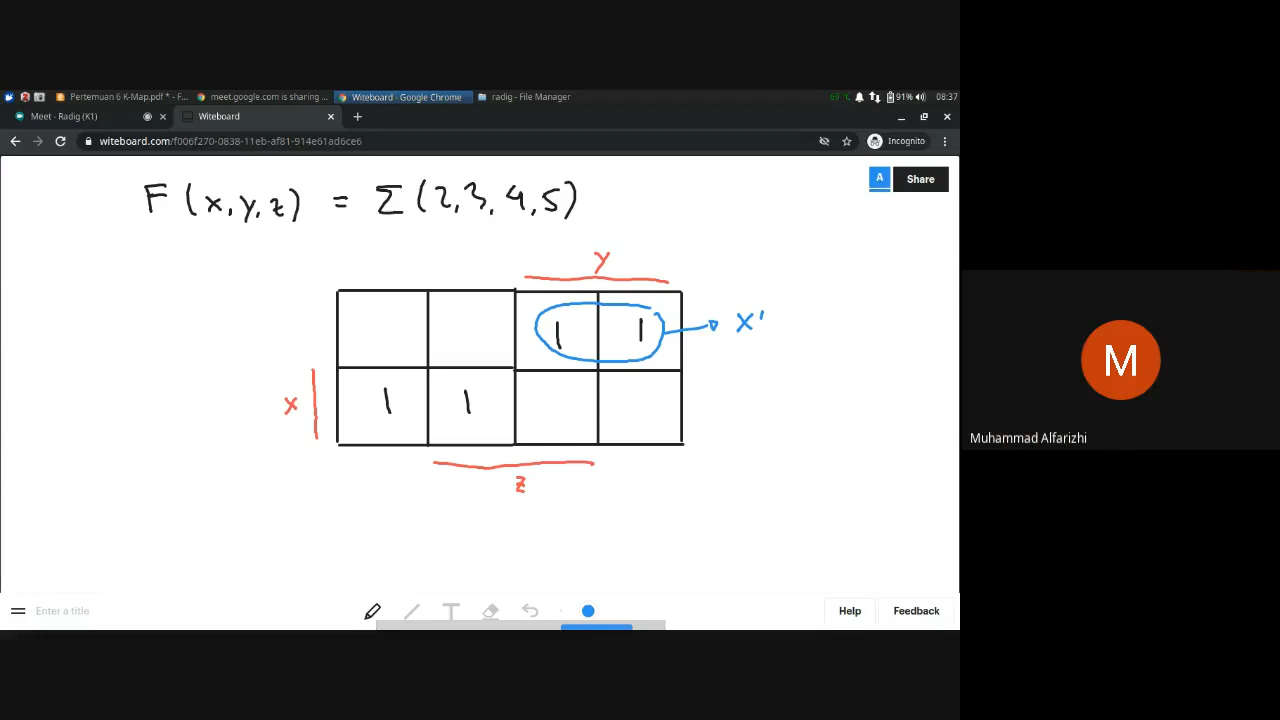 Pertemuan 6 K-Map.pdf * - F... meet.google.com is sharing ... Witeboard - Google Chrome radig - File Manager 69 °C 91% 08:37
Meet - Radig (K1) Witeboard
witeboard.com/f006f270-0838-11eb-af81-914e61ad6ce6 Incognito
A Share
F (x, y, z) = Σ (2, 3, 4, 5)
y
1 1 x'
x 1 1
z
M
Muhammad Alfarizhi
Enter a title T Help Feedback